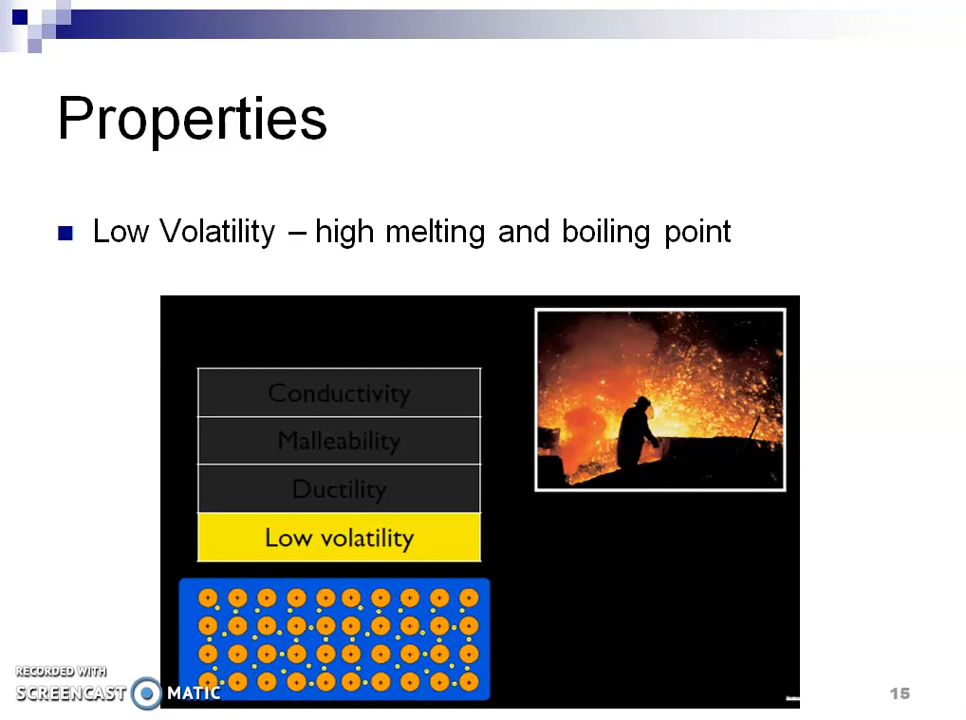 Properties
Low Volatility – high melting and boiling point
Conductivity
Malleability
Ductility
Low volatility
+ + + + + + + + + +
+ + + + + + + + + +
+ + + + + + + + + +
+ + + + + + + + + +
RECORDED WITH
SCREENCAST MATIC
15